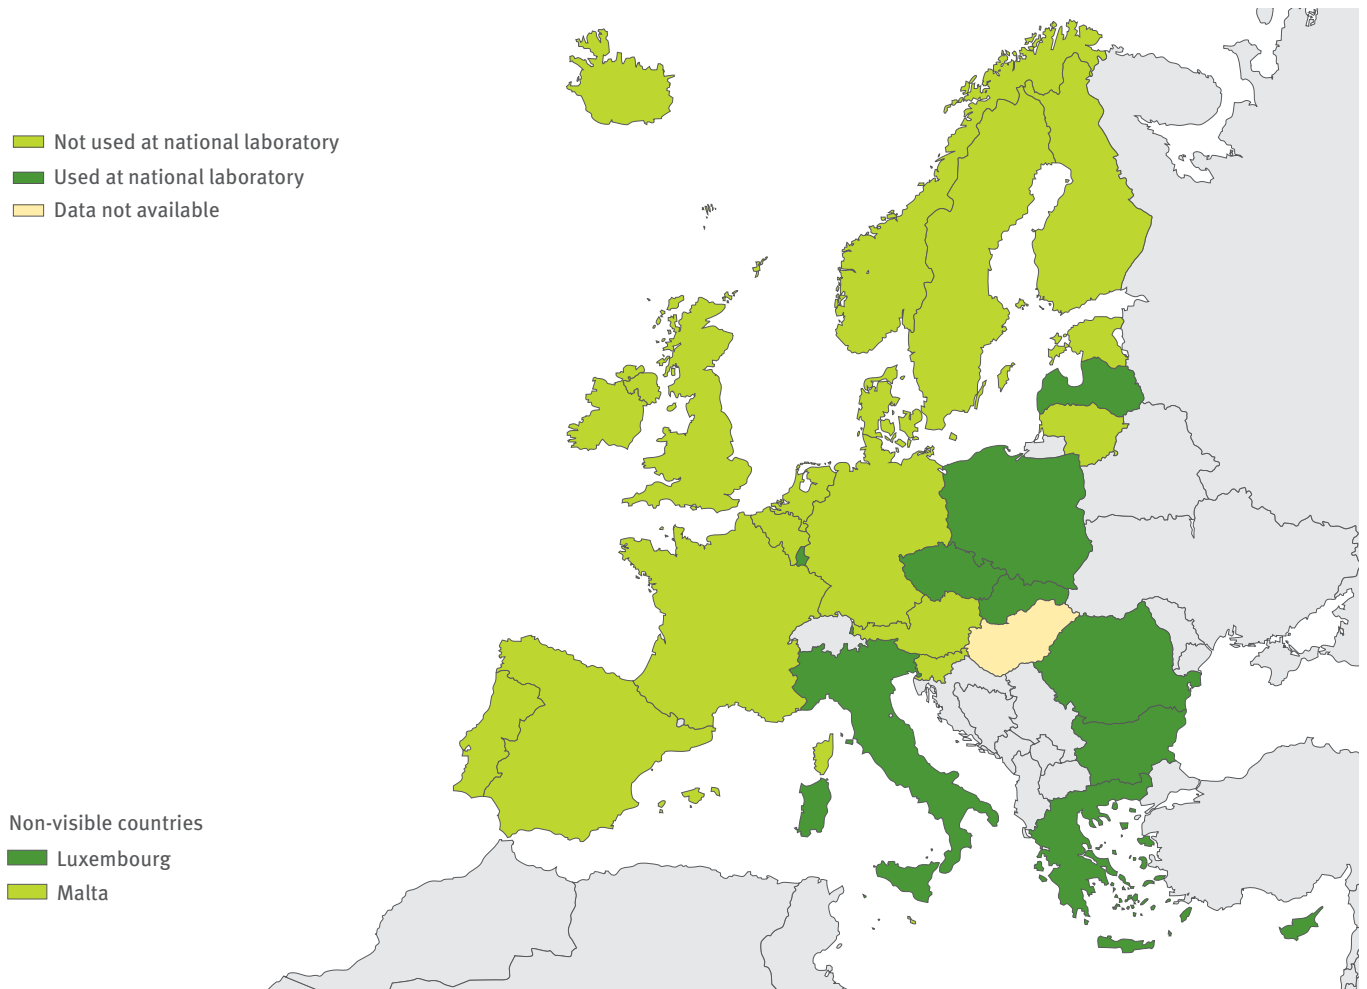 Not used at national laboratory
Used at national laboratory
Data not available
Non-visible countries
Luxembourg
Malta